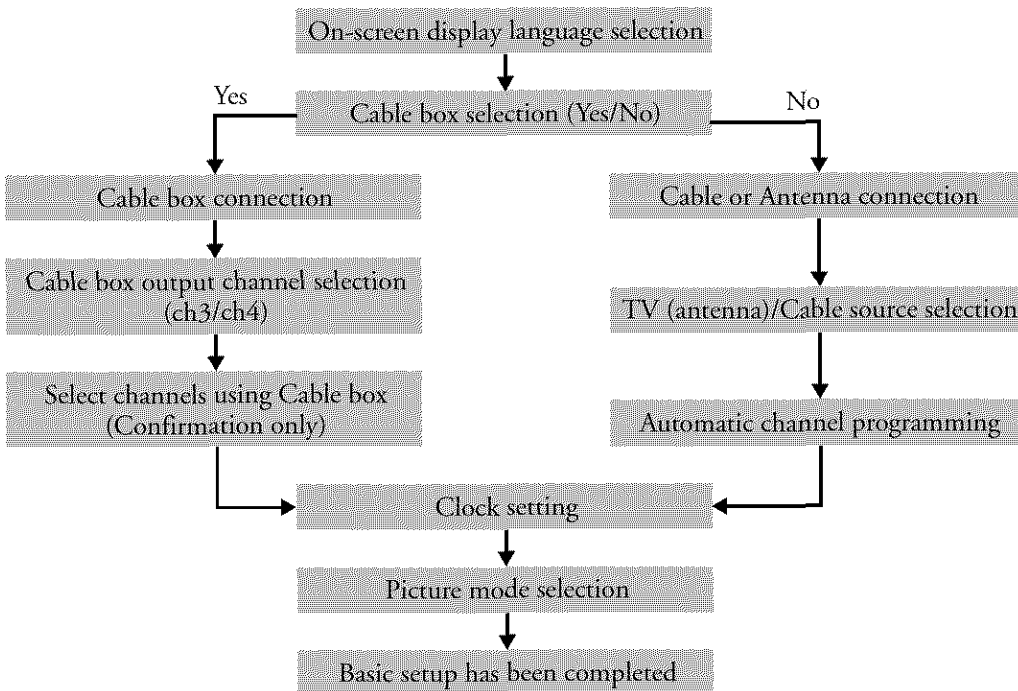 On-screen display language selection
Yes
Cable box selection (Yes/No)
No
Cable box connection
Cable or Antenna connection
Cable box output channel selection
(ch3/ch4)
TV (antenna)/Cable source selection
Select channels using Cable box
(Confirmation only)
Automatic channel programming
Clock setting
Picture mode selection
Basic setup has been completed